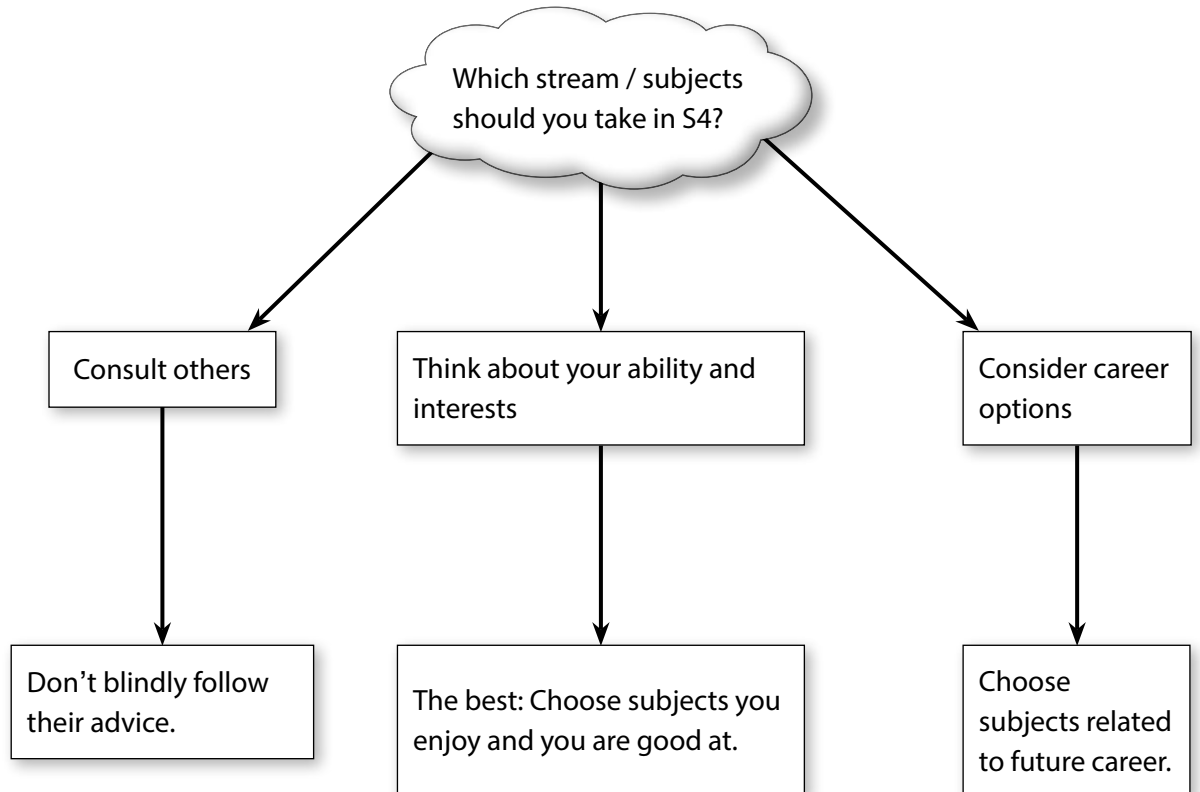 Which stream / subjects
should you take in S4?
Consult others
Think about your ability and
interests
Consider career
options
Don’t blindly follow
their advice.
The best: Choose subjects you
enjoy and you are good at.
Choose
subjects related
to future career.